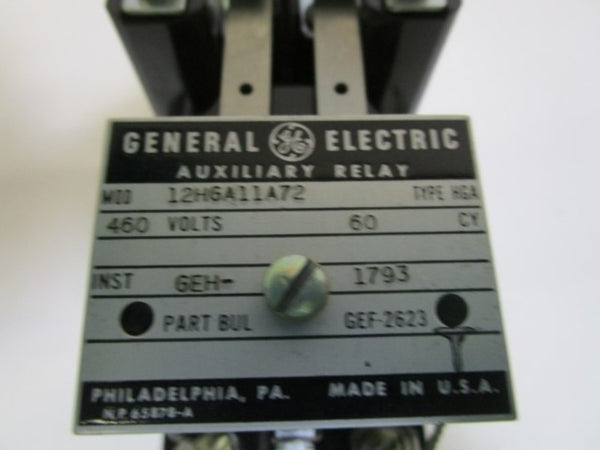 GENERAL GE ELECTRIC
AUXILIARY RELAY
MOD 12HGA11A72 TYPE HGA
460 VOLTS 60 CY
INST GEH- 1793
PART BUL GEF-2623
PHILADELPHIA, PA. MADE IN U.S.A.
N.P. 65878-A